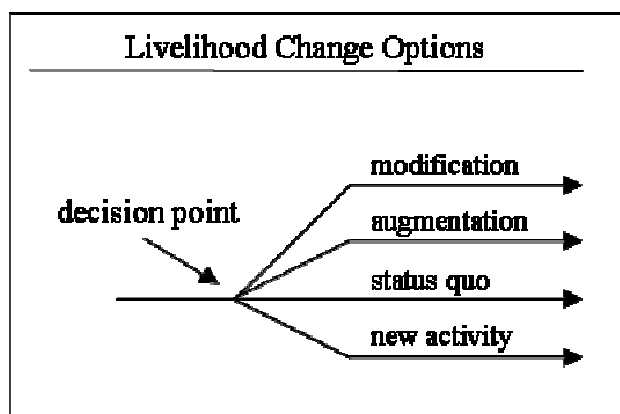 Livelihood Change Options
modification
decision point
augmentation
status quo
new activity